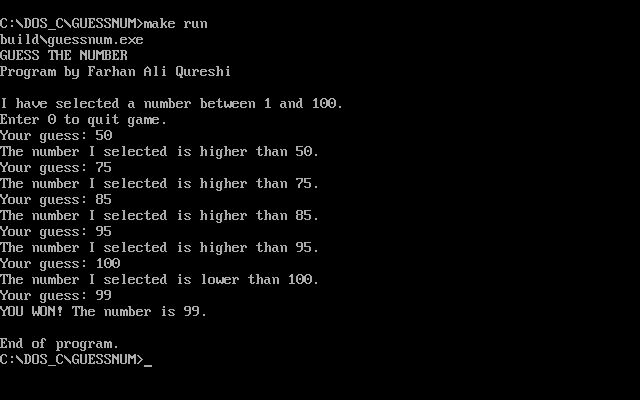 C:\DOS_C\GUESSNUM>make run
build\guessnum.exe
GUESS THE NUMBER
Program by Farhan Ali Qureshi

I have selected a number between 1 and 100.
Enter 0 to quit game.
Your guess: 50
The number I selected is higher than 50.
Your guess: 75
The number I selected is higher than 75.
Your guess: 85
The number I selected is higher than 85.
Your guess: 95
The number I selected is higher than 95.
Your guess: 100
The number I selected is lower than 100.
Your guess: 99
YOU WON! The number is 99.

End of program.
C:\DOS_C\GUESSNUM>_